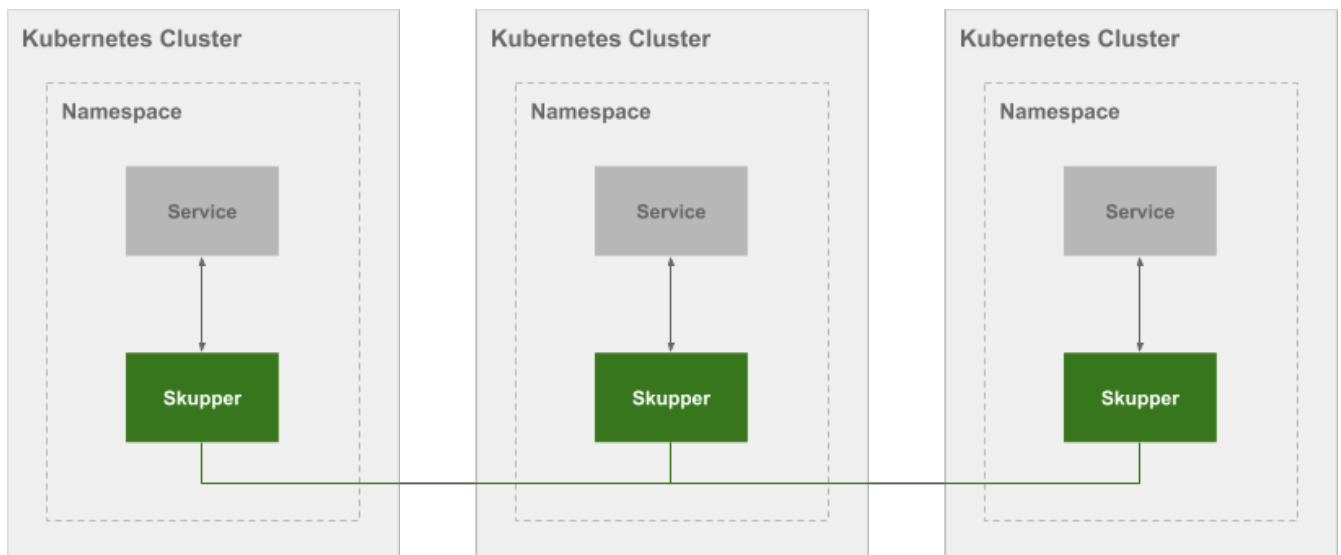 Kubernetes Cluster
Kubernetes Cluster
Kubernetes Cluster
Namespace
Namespace
Namespace
Service
Service
Service
Skupper
Skupper
Skupper